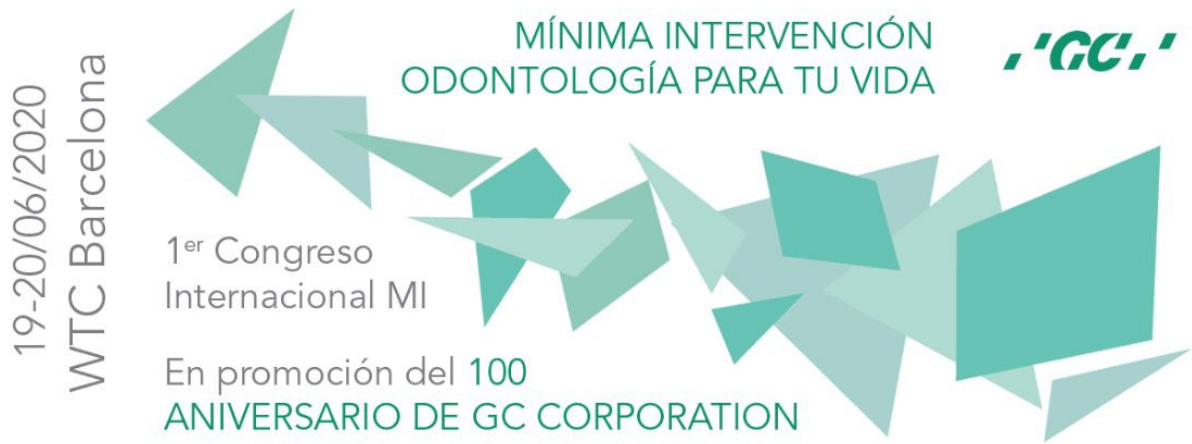 19-20/06/2020
WTC Barcelona
MÍNIMA INTERVENCIÓN
ODONTOLOGÍA PARA TU VIDA
GC
1er Congreso
Internacional MI
En promoción del 100
ANIVERSARIO DE GC CORPORATION